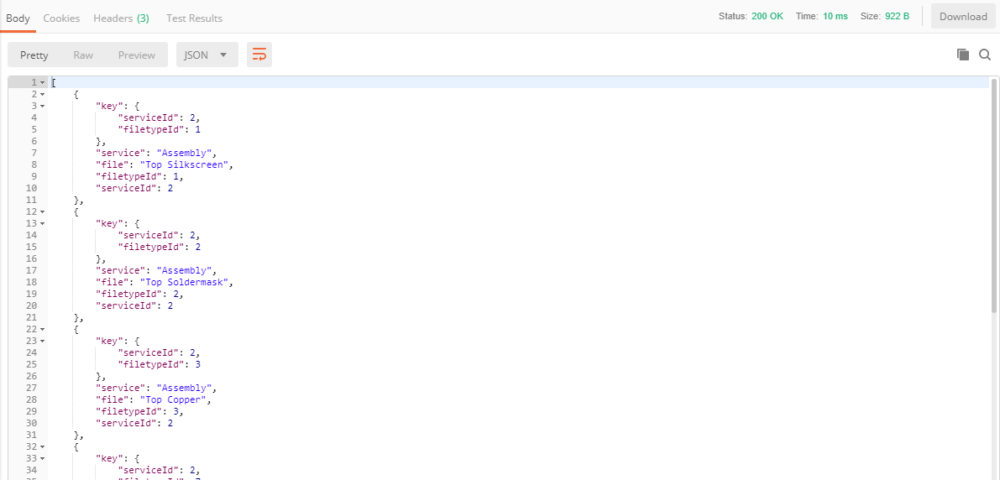 Body Cookies Headers (3) Test Results Status: 200 OK Time: 10 ms Size: 922 B Download
Pretty Raw Preview JSON
1 [
2 {
3 "key": {
4 "serviceId": 2,
5 "filetypeId": 1
6 },
7 "service": "Assembly",
8 "file": "Top Silkscreen",
9 "filetypeId": 1,
10 "serviceId": 2
11 },
12 {
13 "key": {
14 "serviceId": 2,
15 "filetypeId": 2
16 },
17 "service": "Assembly",
18 "file": "Top Soldermask",
19 "filetypeId": 2,
20 "serviceId": 2
21 },
22 {
23 "key": {
24 "serviceId": 2,
25 "filetypeId": 3
26 },
27 "service": "Assembly",
28 "file": "Top Copper",
29 "filetypeId": 3,
30 "serviceId": 2
31 },
32 {
33 "key": {
34 "serviceId": 2,